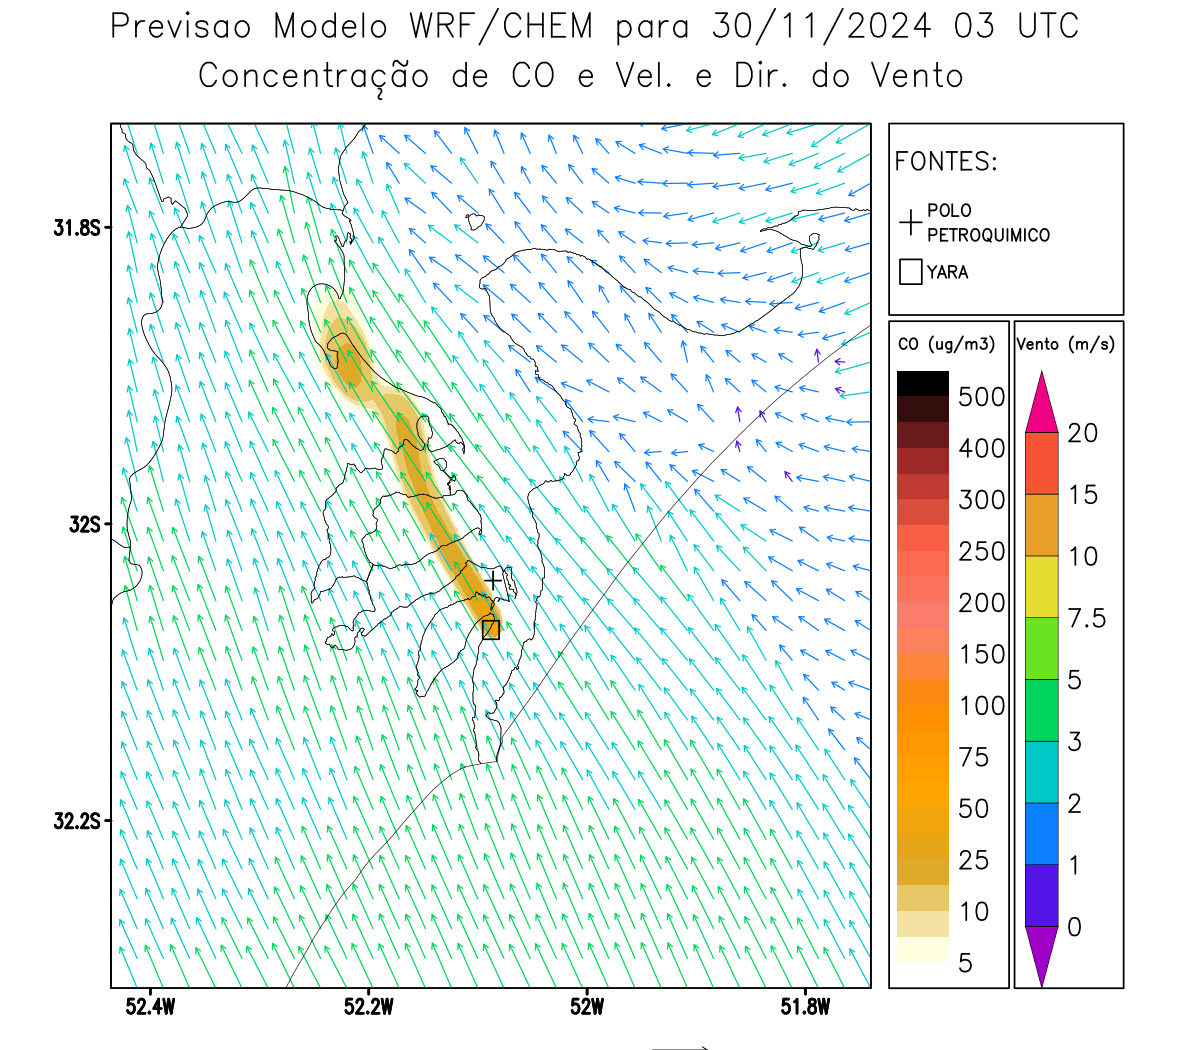 Previsao Modelo WRF/CHEM para 30/11/2024 03 UTC
Concentração de CO e Vel. e Dir. do Vento
FONTES:
POLO
PETROQUIMICO
YARA
31.8S
32S
32.2S
52.4W
52.2W
52W
51.8W
CO (ug/m3)
500
400
300
250
200
150
100
75
50
25
10
5
Vento (m/s)
20
15
10
7.5
5
3
2
1
0